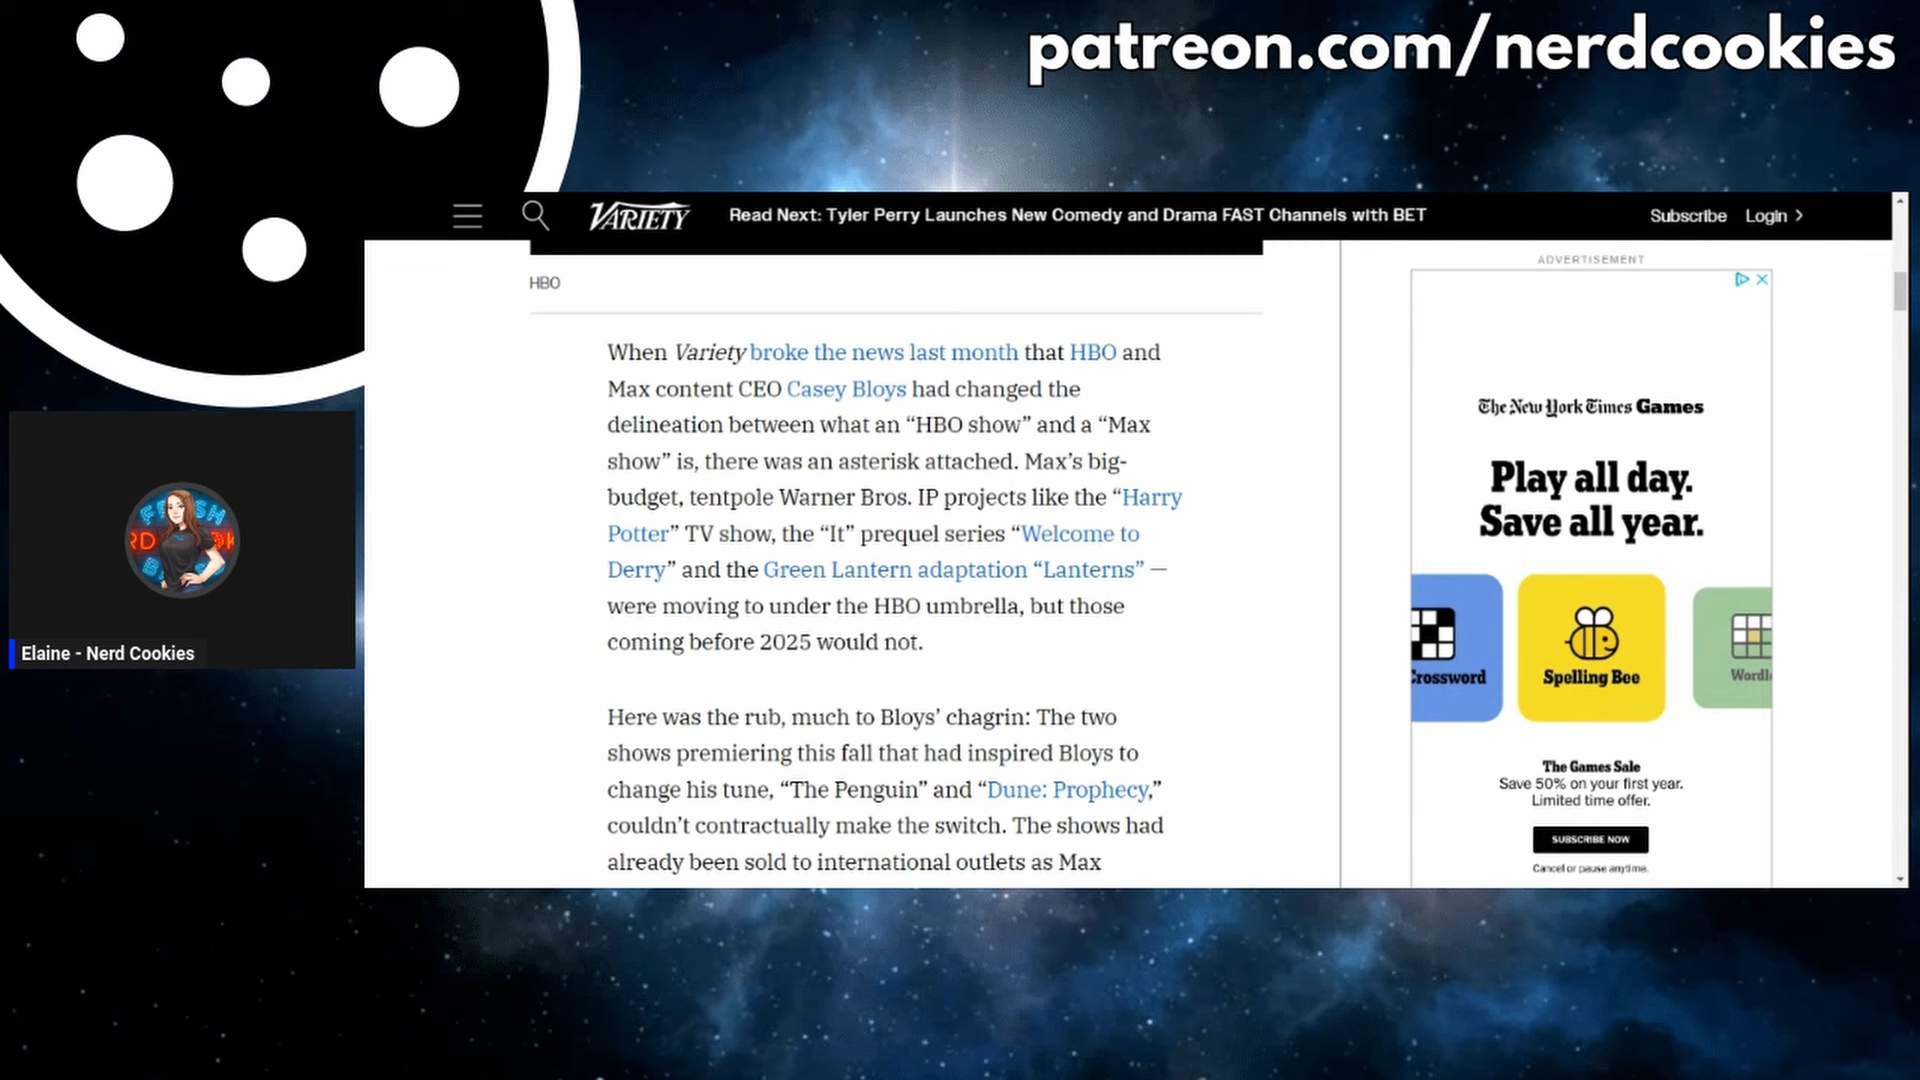 patreon.com/nerdcookies
VARIETY
Read Next: Tyler Perry Launches New Comedy and Drama FAST Channels with BET
Subscribe Login
HBO
When Variety broke the news last month that HBO and
Max content CEO Casey Bloys had changed the
delineation between what an “HBO show” and a “Max
show” is, there was an asterisk attached. Max’s big-
budget, tentpole Warner Bros. IP projects like the “Harry
Potter” TV show, the “It” prequel series “Welcome to
Derry” and the Green Lantern adaptation “Lanterns” —
were moving to under the HBO umbrella, but those
coming before 2025 would not.
Here was the rub, much to Bloys’ chagrin: The two
shows premiering this fall that had inspired Bloys to
change his tune, “The Penguin” and “Dune: Prophecy,”
couldn’t contractually make the switch. The shows had
already been sold to international outlets as Max
ADVERTISEMENT
The New York Times Games
Play all day.
Save all year.
Crossword
Spelling Bee
Wordl
The Games Sale
Save 50% on your first year.
Limited time offer.
SUBSCRIBE NOW
Cancel or pause anytime.
Elaine - Nerd Cookies